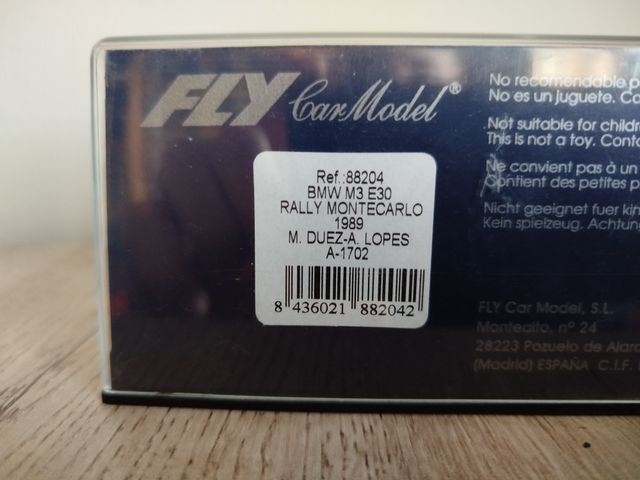 FLY Car Model®
Ref.:88204
BMW M3 E30
RALLY MONTECARLO
1989
M. DUEZ-A. LOPES
A-1702
8 436021 882042
No recomendable p
No es un juguete. Co
Not suitable for childr
This is not a toy. Conta
Ne convient pas à un
Contient des petites p
Nicht geeignet fuer kin
Kein spielzeug. Achtung
FLY Car Model, S.L.
Montealto, nº 24
28223 Pozuelo de Alarc
(Madrid) ESPAÑA C.I.F.